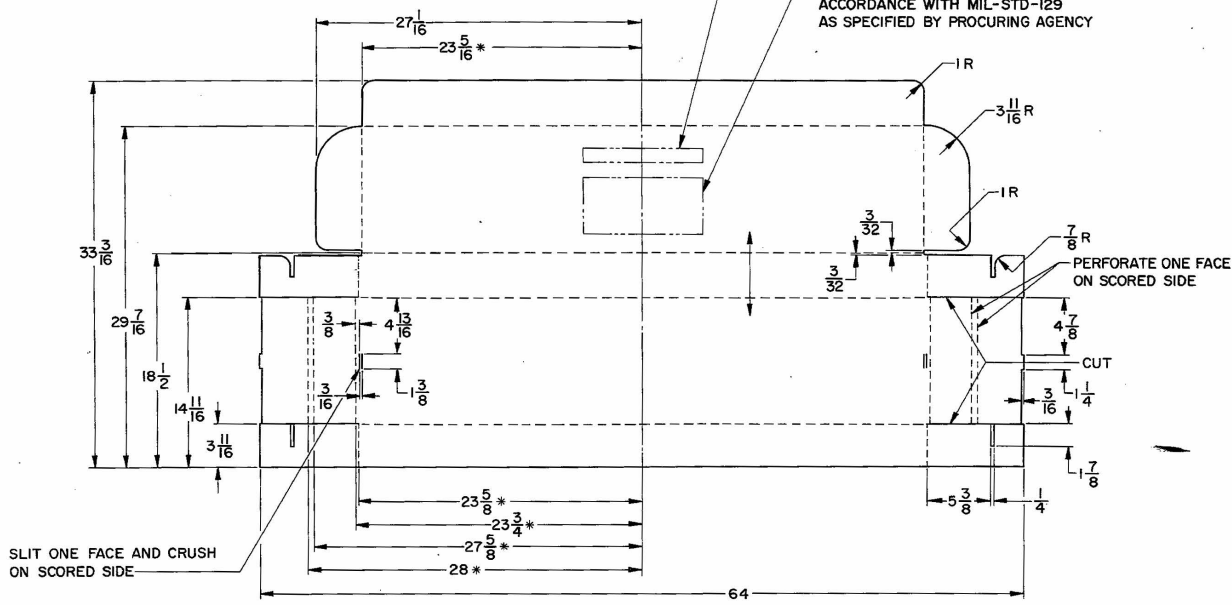 ACCORDANCE WITH MIL-STD-129
AS SPECIFIED BY PROCURING AGENCY
27 1/16
23 5/16 *
1 R
3 11/16 R
1 R
3/32
7/8 R
3/32
PERFORATE ONE FACE
ON SCORED SIDE
33 3/16
29 7/16
18 1/2
14 11/16
3 11/16
3/8
4 13/16
3/16
1 3/8
4 7/8
CUT
1 1/4
3/16
1 7/8
23 5/8 *
5 3/8
1/4
23 3/4 *
27 5/8 *
28 *
64
SLIT ONE FACE AND CRUSH
ON SCORED SIDE